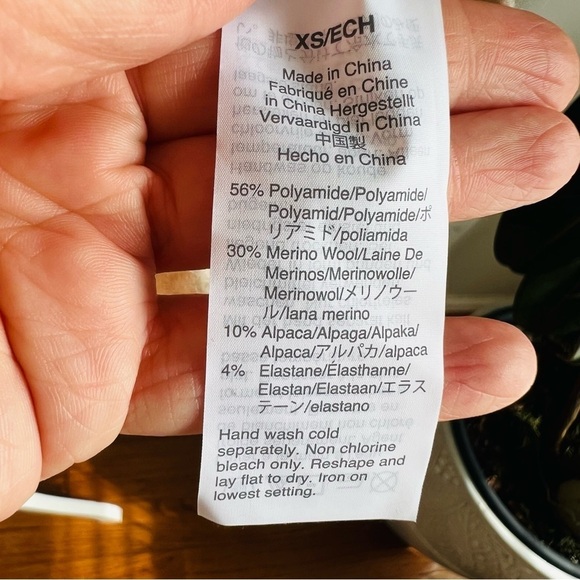 XS/ECH
Made in China
Fabriqué en Chine
in China Hergestellt
Vervaardigd in China
中国製
Hecho en China
56% Polyamide/Polyamide/
Polyamid/Polyamide/ポ
リアミド/poliamida
30% Merino Wool/Laine De
Merinos/Merinowolle/
Merinowol/メリノウー
ル/lana merino
10% Alpaca/Alpaga/Alpaka/
Alpaca/アルパカ/alpaca
4% Elastane/Élasthanne/
Elastan/Elastaan/エラス
テーン/elastano
Hand wash cold
separately. Non chlorine
bleach only. Reshape and
lay flat to dry. Iron on
lowest setting.